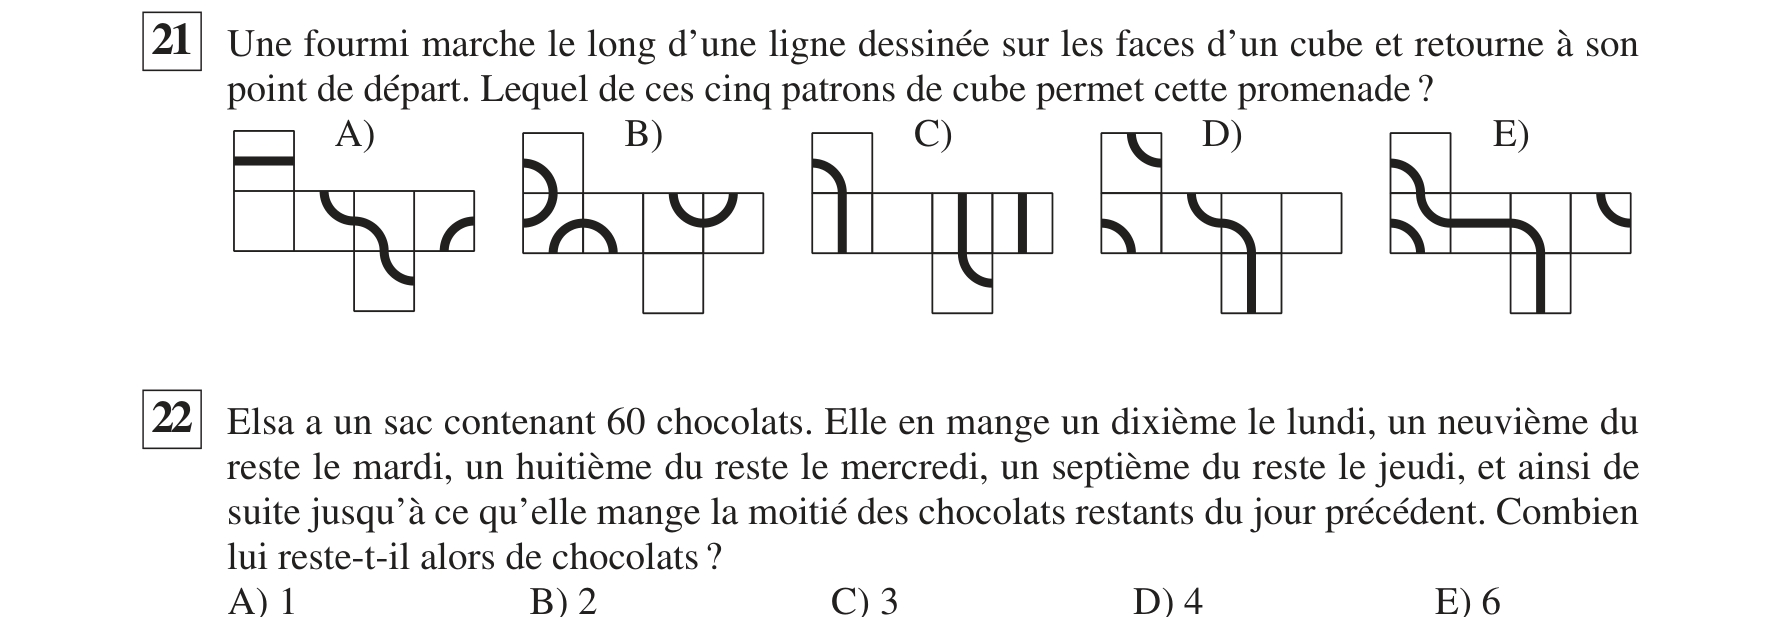 21 Une fourmi marche le long d’une ligne dessinée sur les faces d’un cube et retourne à son
point de départ. Lequel de ces cinq patrons de cube permet cette promenade ?
A) B) C) D) E)
22 Elsa a un sac contenant 60 chocolats. Elle en mange un dixième le lundi, un neuvième du
reste le mardi, un huitième du reste le mercredi, un septième du reste le jeudi, et ainsi de
suite jusqu’à ce qu’elle mange la moitié des chocolats restants du jour précédent. Combien
lui reste-t-il alors de chocolats ?
A) 1 B) 2 C) 3 D) 4 E) 6